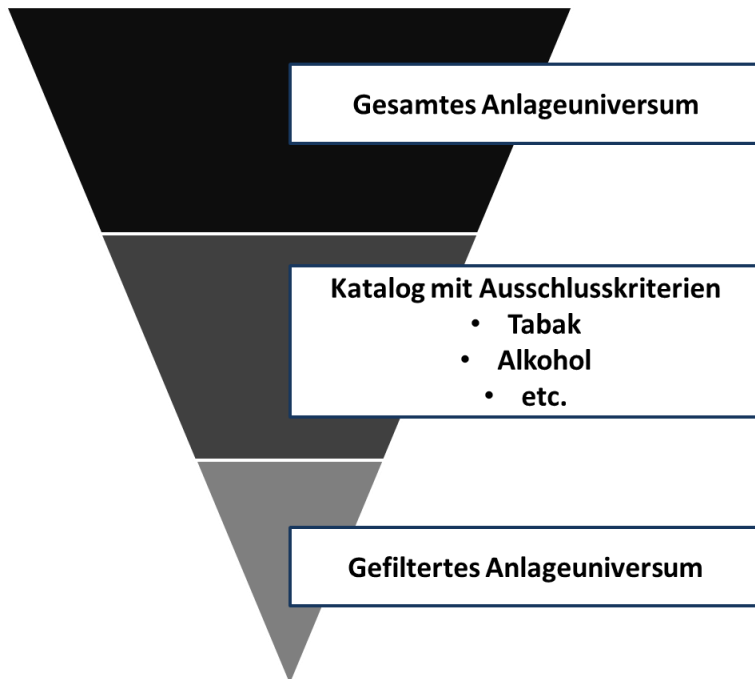 Gesamtes Anlageuniversum
Katalog mit Ausschlusskriterien
• Tabak
• Alkohol
• etc.
Gefiltertes Anlageuniversum